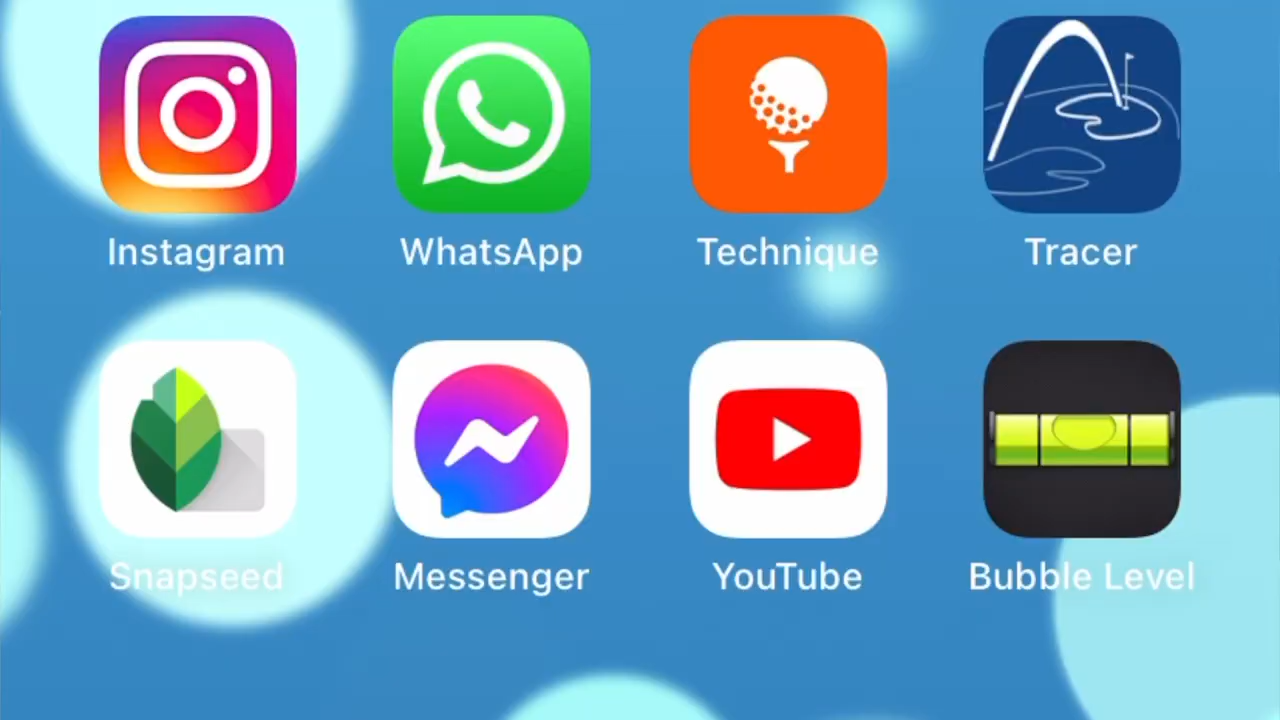 Instagram
WhatsApp
Technique
Tracer
Snapseed
Messenger
YouTube
Bubble Level